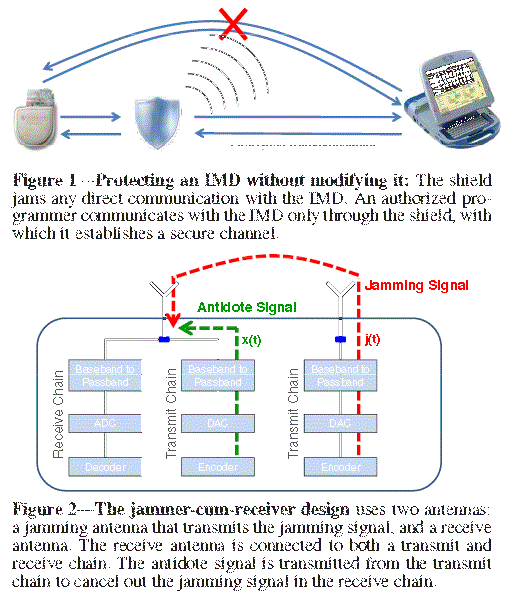 Figure 1—Protecting an IMD without modifying it: The shield
jams any direct communication with the IMD. An authorized pro-
grammer communicates with the IMD only through the shield, with
which it establishes a secure channel.
Jamming Signal
Antidote Signal
x(t)
j(t)
Receive Chain
Baseband to
Passband
ADC
Decoder
Transmit Chain
Baseband to
Passband
DAC
Encoder
Transmit Chain
Baseband to
Passband
DAC
Encoder
Figure 2—The jammer-cum-receiver design uses two antennas:
a jamming antenna that transmits the jamming signal, and a receive
antenna. The receive antenna is connected to both a transmit and
receive chain. The antidote signal is transmitted from the transmit
chain to cancel out the jamming signal in the receive chain.